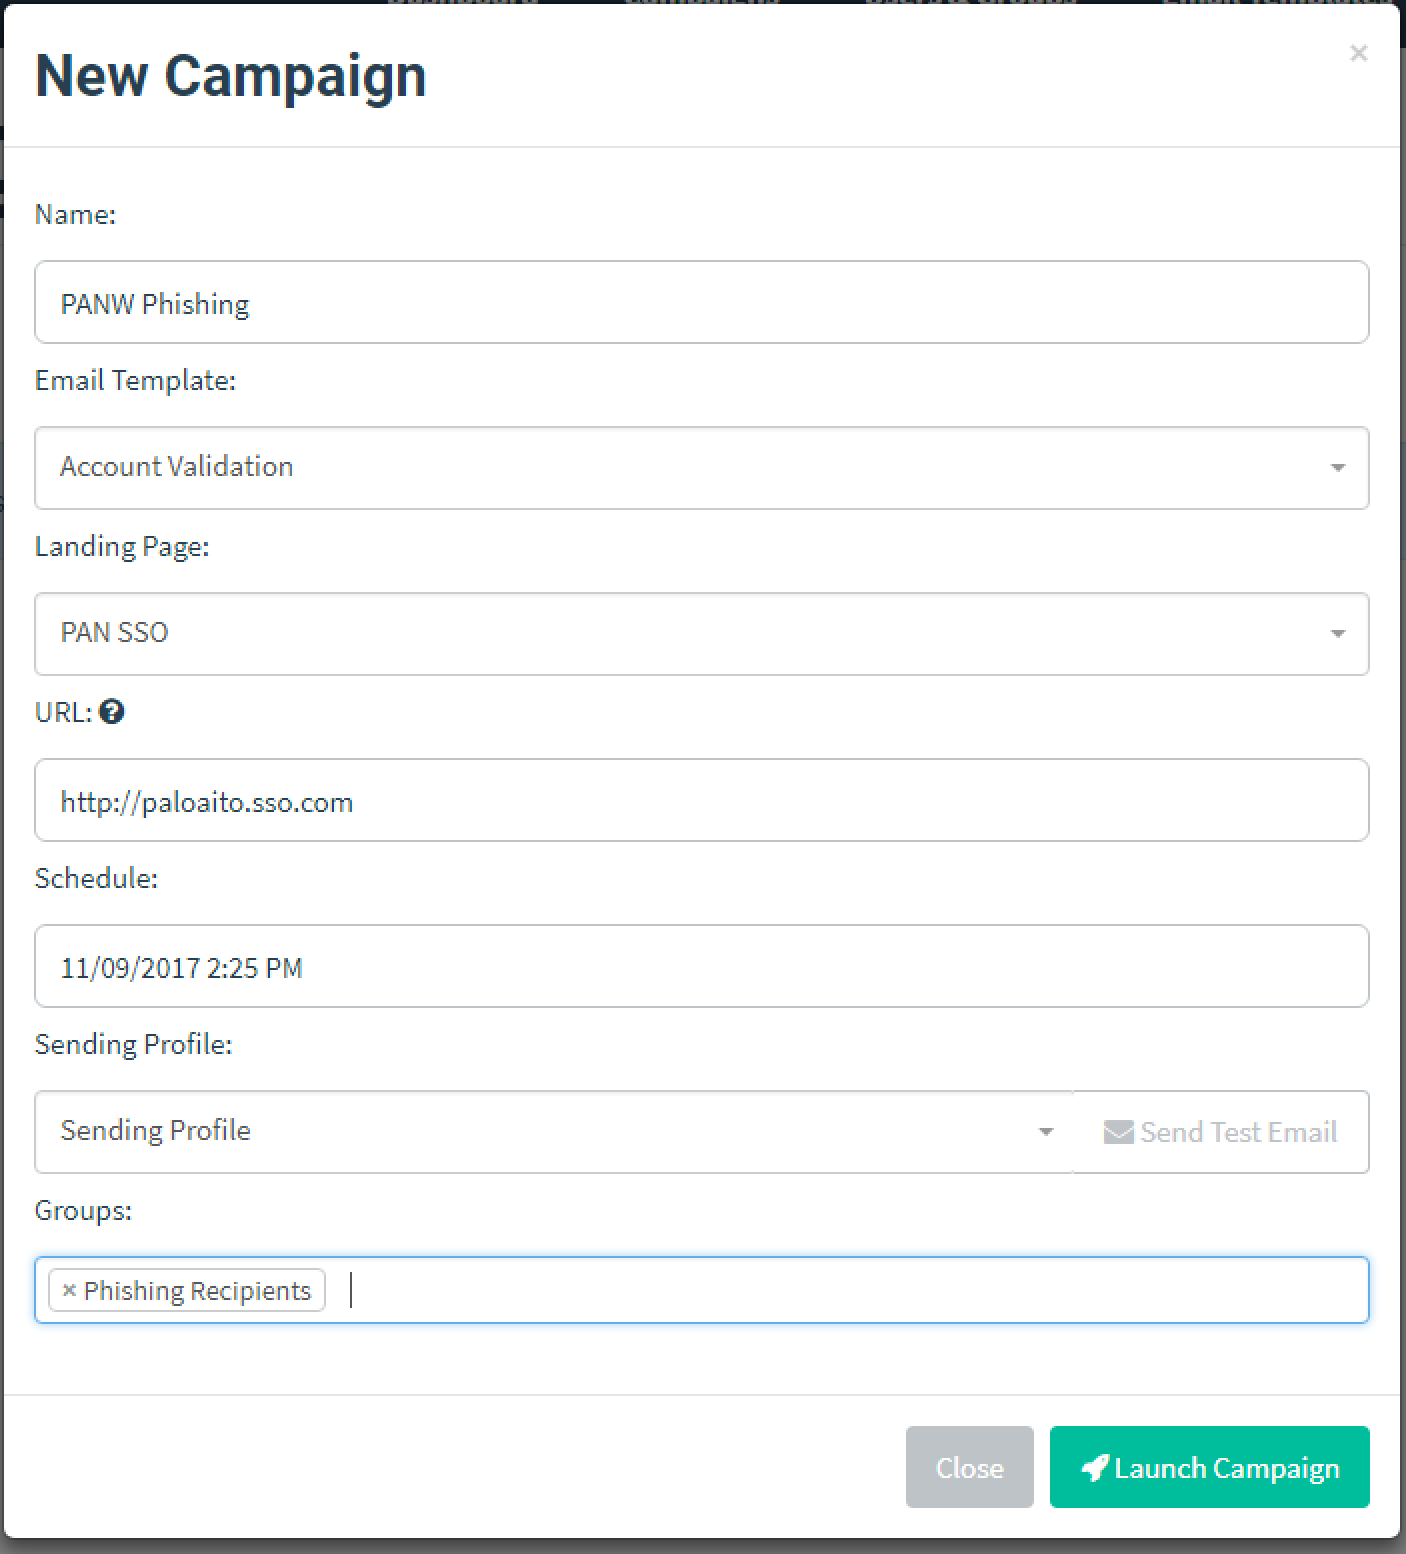 New Campaign
×
Name:
PANW Phishing
Email Template:
Account Validation
Landing Page:
PAN SSO
URL:
http://paloaito.sso.com
Schedule:
11/09/2017 2:25 PM
Sending Profile:
Sending Profile
Send Test Email
Groups:
× Phishing Recipients
Close
Launch Campaign